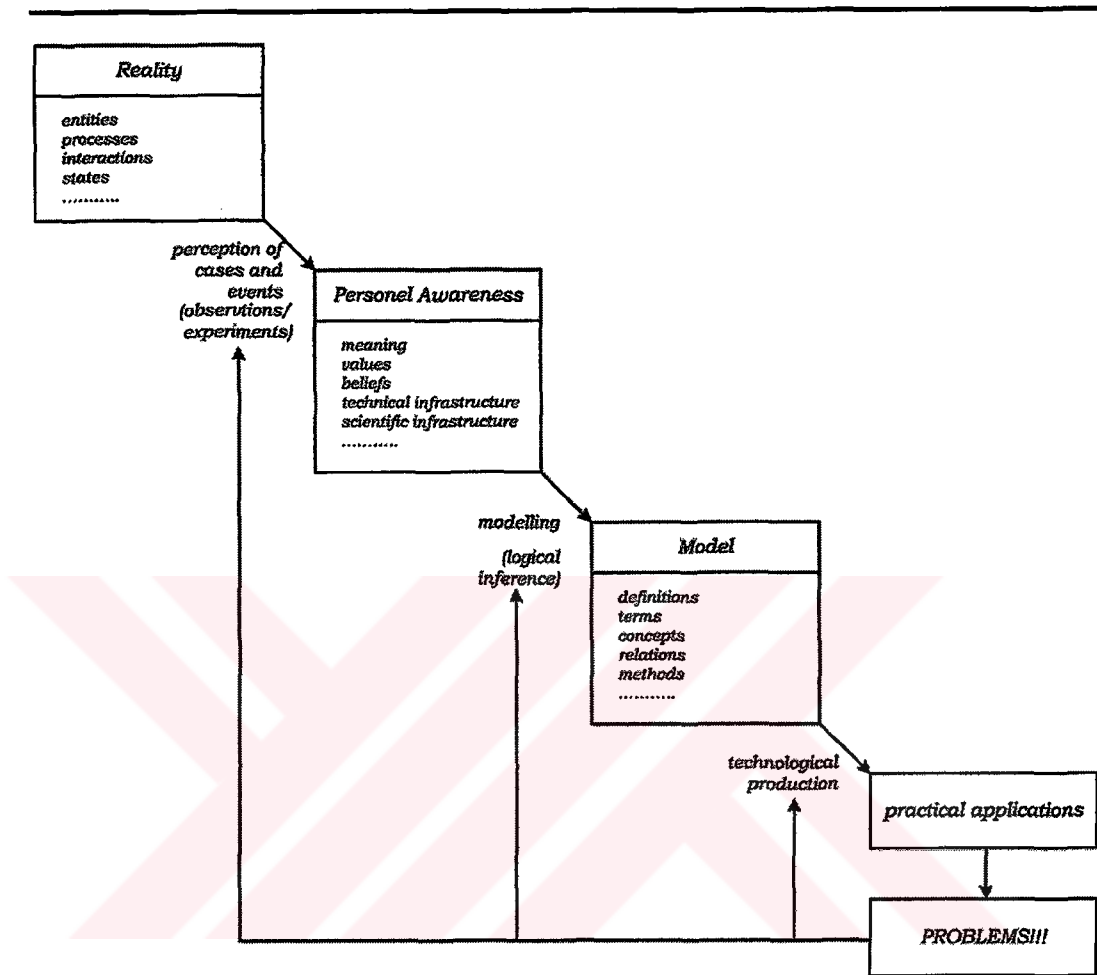 Reality
entities
processes
interactions
states
...........
perception of
cases and
events
(observtions/
experiments)
Personel Awareness
meaning
values
beliefs
technical infrastructure
scientific infrastructure
...........
modelling
(logical
inference)
Model
definitions
terms
concepts
relations
methods
...........
technological
production
practical applications
PROBLEMS!!!